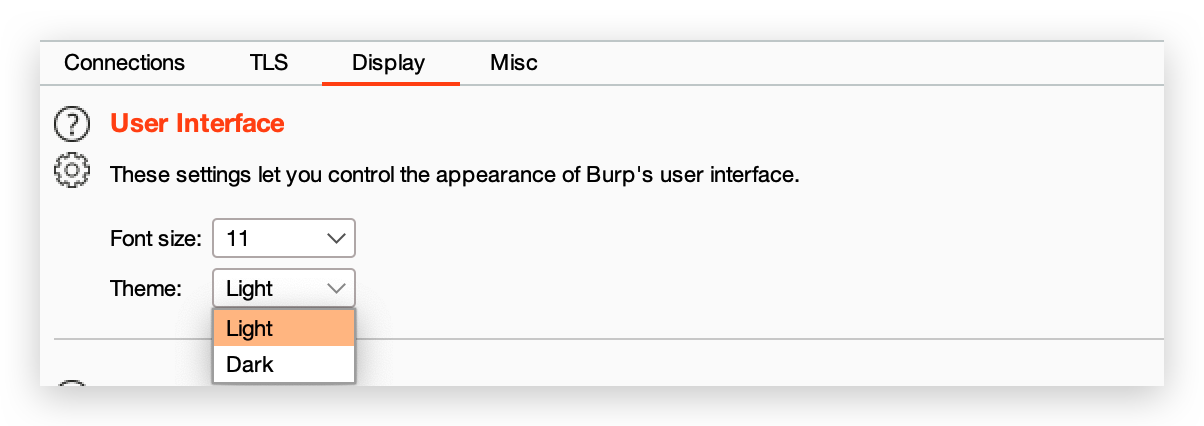 Connections TLS Display Misc
? User Interface
These settings let you control the appearance of Burp's user interface.
Font size: 11
Theme: Light
Light
Dark